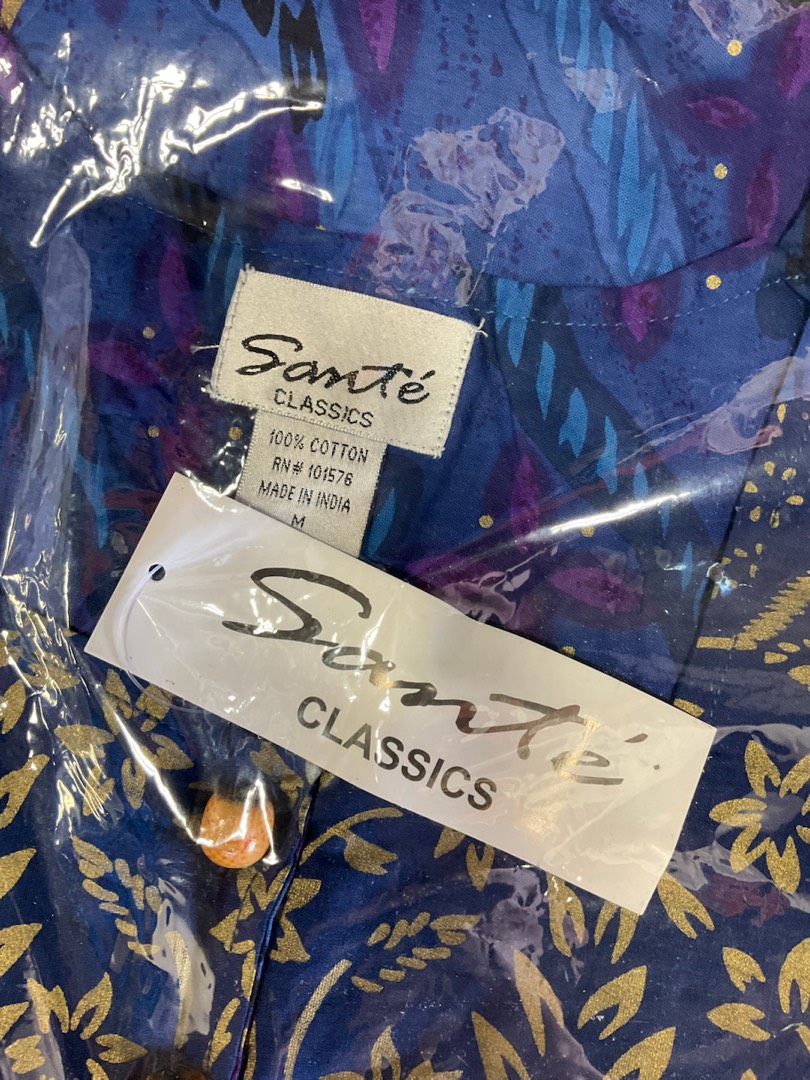 Santé
CLASSICS
100% COTTON
RN# 101576
MADE IN INDIA
M
Santé
CLASSICS